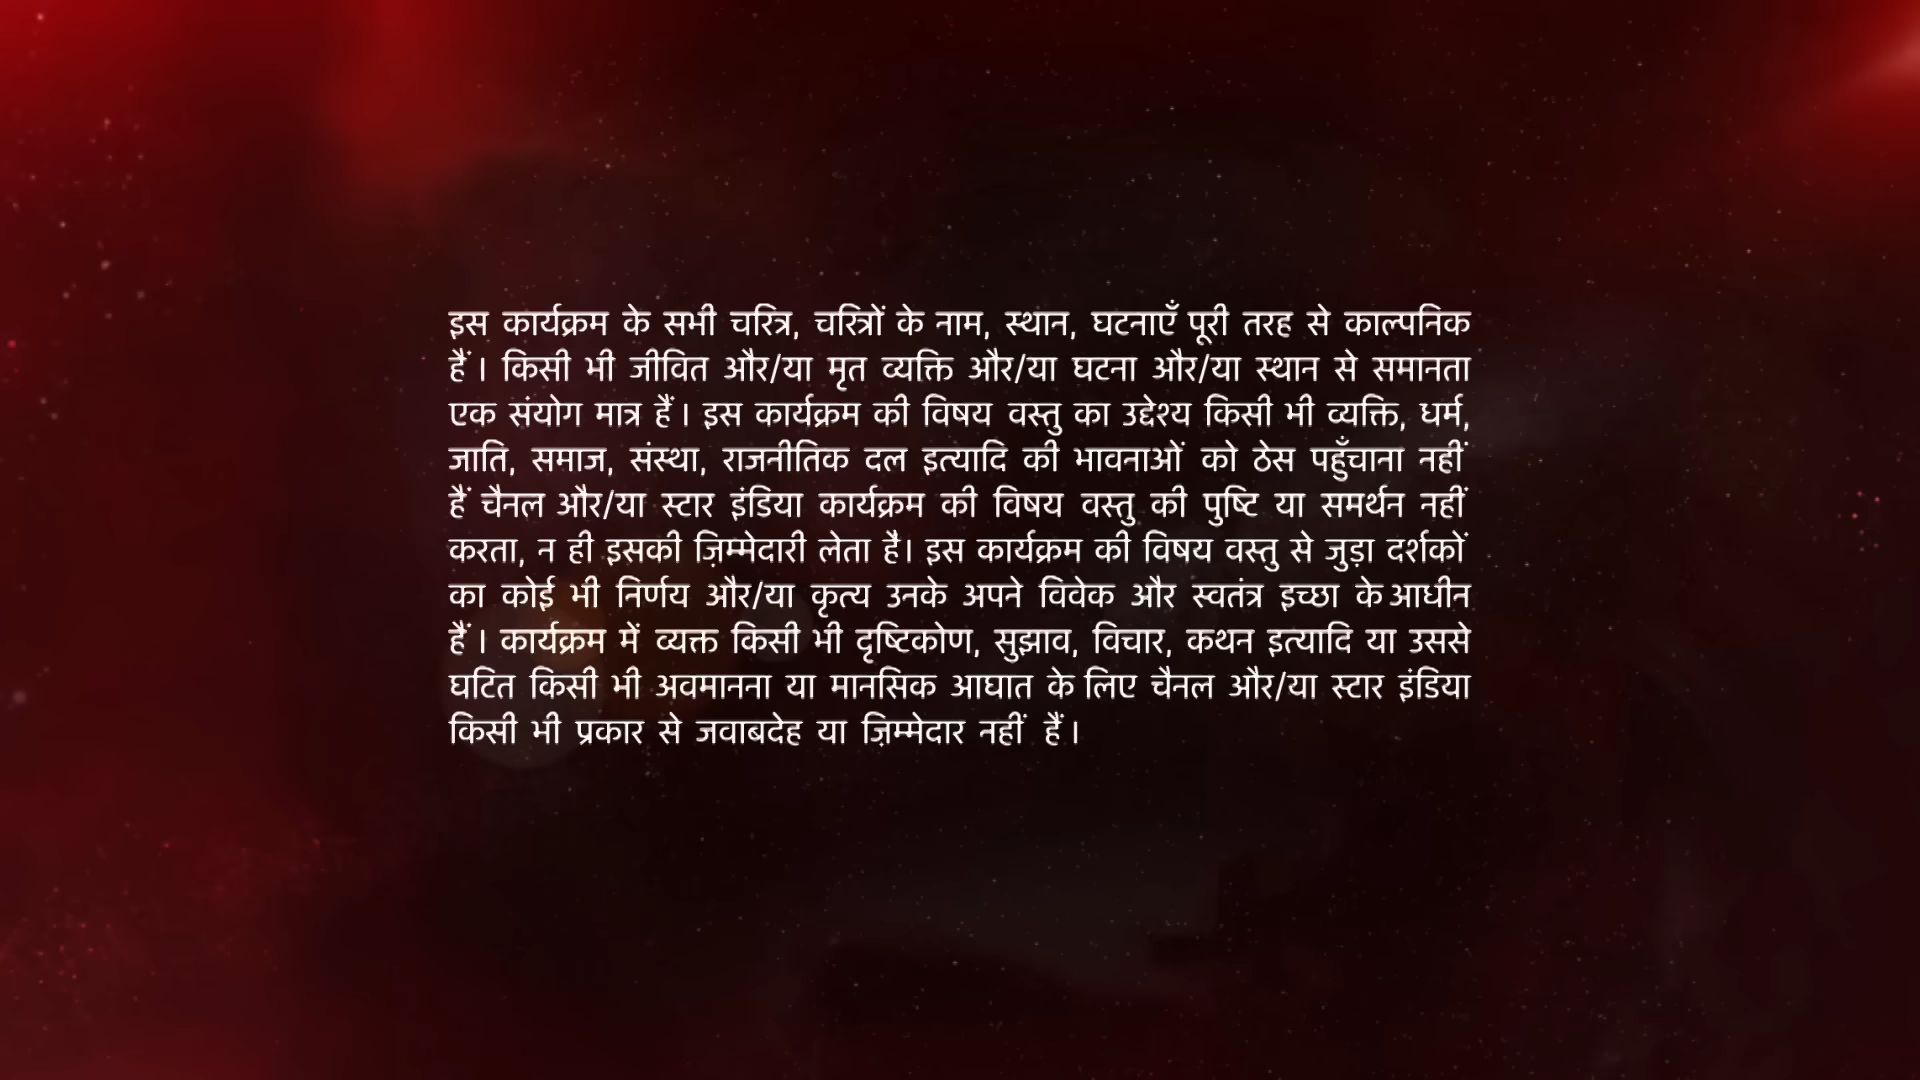 इस कार्यक्रम के सभी चरित्र, चरित्रों के नाम, स्थान, घटनाएँ पूरी तरह से काल्पनिक
हैं। किसी भी जीवित और/या मृत व्यक्ति और/या घटना और/या स्थान से समानता
एक संयोग मात्र हैं। इस कार्यक्रम की विषय वस्तु का उद्देश्य किसी भी व्यक्ति, धर्म,
जाति, समाज, संस्था, राजनीतिक दल इत्यादि की भावनाओं को ठेस पहुँचाना नहीं
हैं चैनल और/या स्टार इंडिया कार्यक्रम की विषय वस्तु की पुष्टि या समर्थन नहीं
करता, न ही इसकी ज़िम्मेदारी लेता है। इस कार्यक्रम की विषय वस्तु से जुड़ा दर्शकों
का कोई भी निर्णय और/या कृत्य उनके अपने विवेक और स्वतंत्र इच्छा के आधीन
हैं। कार्यक्रम में व्यक्त किसी भी दृष्टिकोण, सुझाव, विचार, कथन इत्यादि या उससे
घटित किसी भी अवमानना या मानसिक आघात के लिए चैनल और/या स्टार इंडिया
किसी भी प्रकार से जवाबदेह या ज़िम्मेदार नहीं हैं।